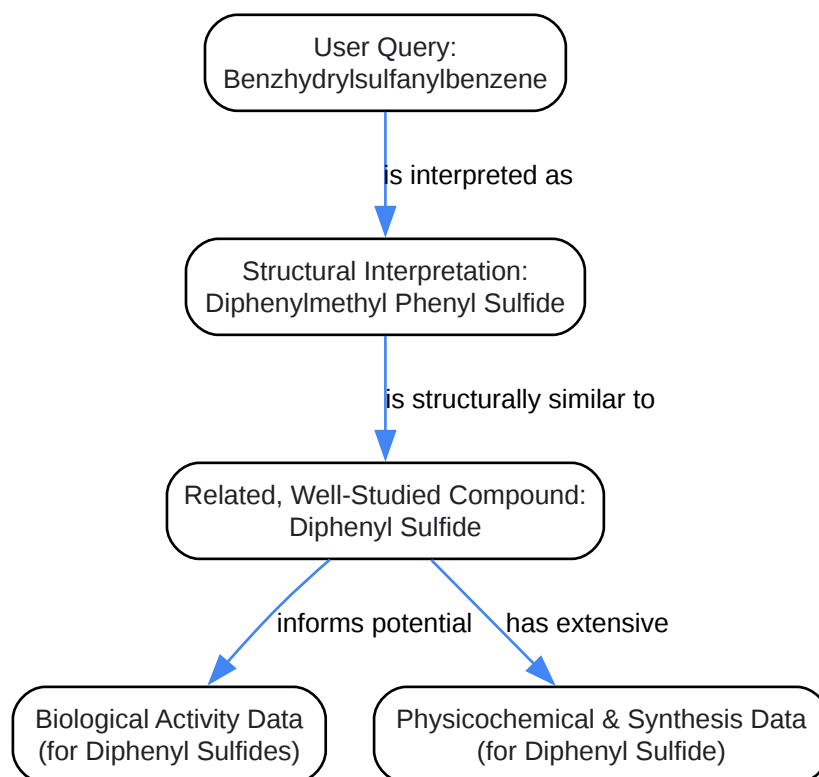 User Query:
Benzhydrylsulfanylbenzene
is interpreted as
Structural Interpretation:
Diphenylmethyl Phenyl Sulfide
is structurally similar to
Related, Well-Studied Compound:
Diphenyl Sulfide
informs potential
has extensive
Biological Activity Data
(for Diphenyl Sulfides)
Physicochemical & Synthesis Data
(for Diphenyl Sulfide)